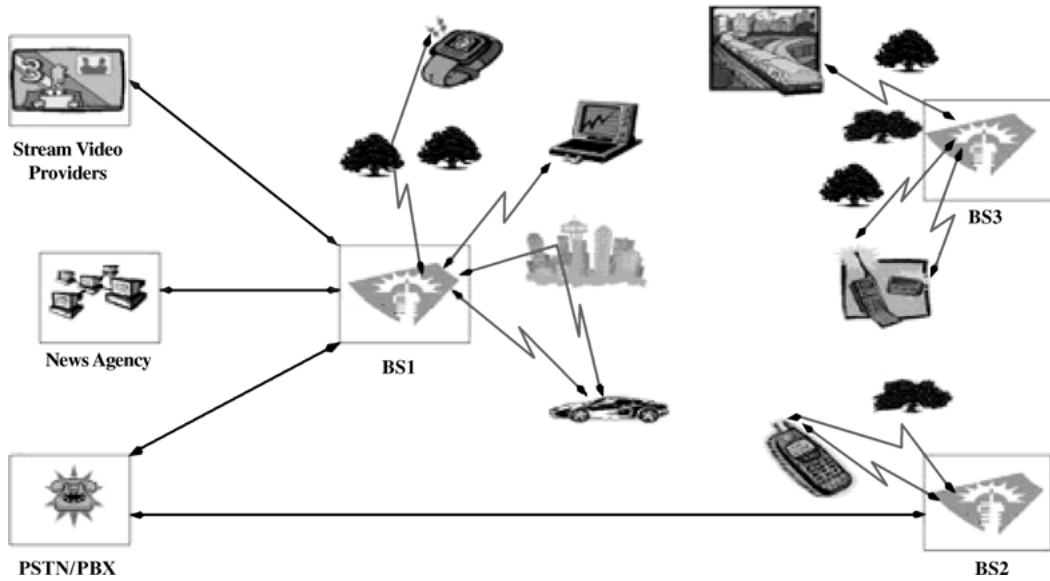 Stream Video
Providers
News Agency
PSTN/PBX
BS1
BS3
BS2